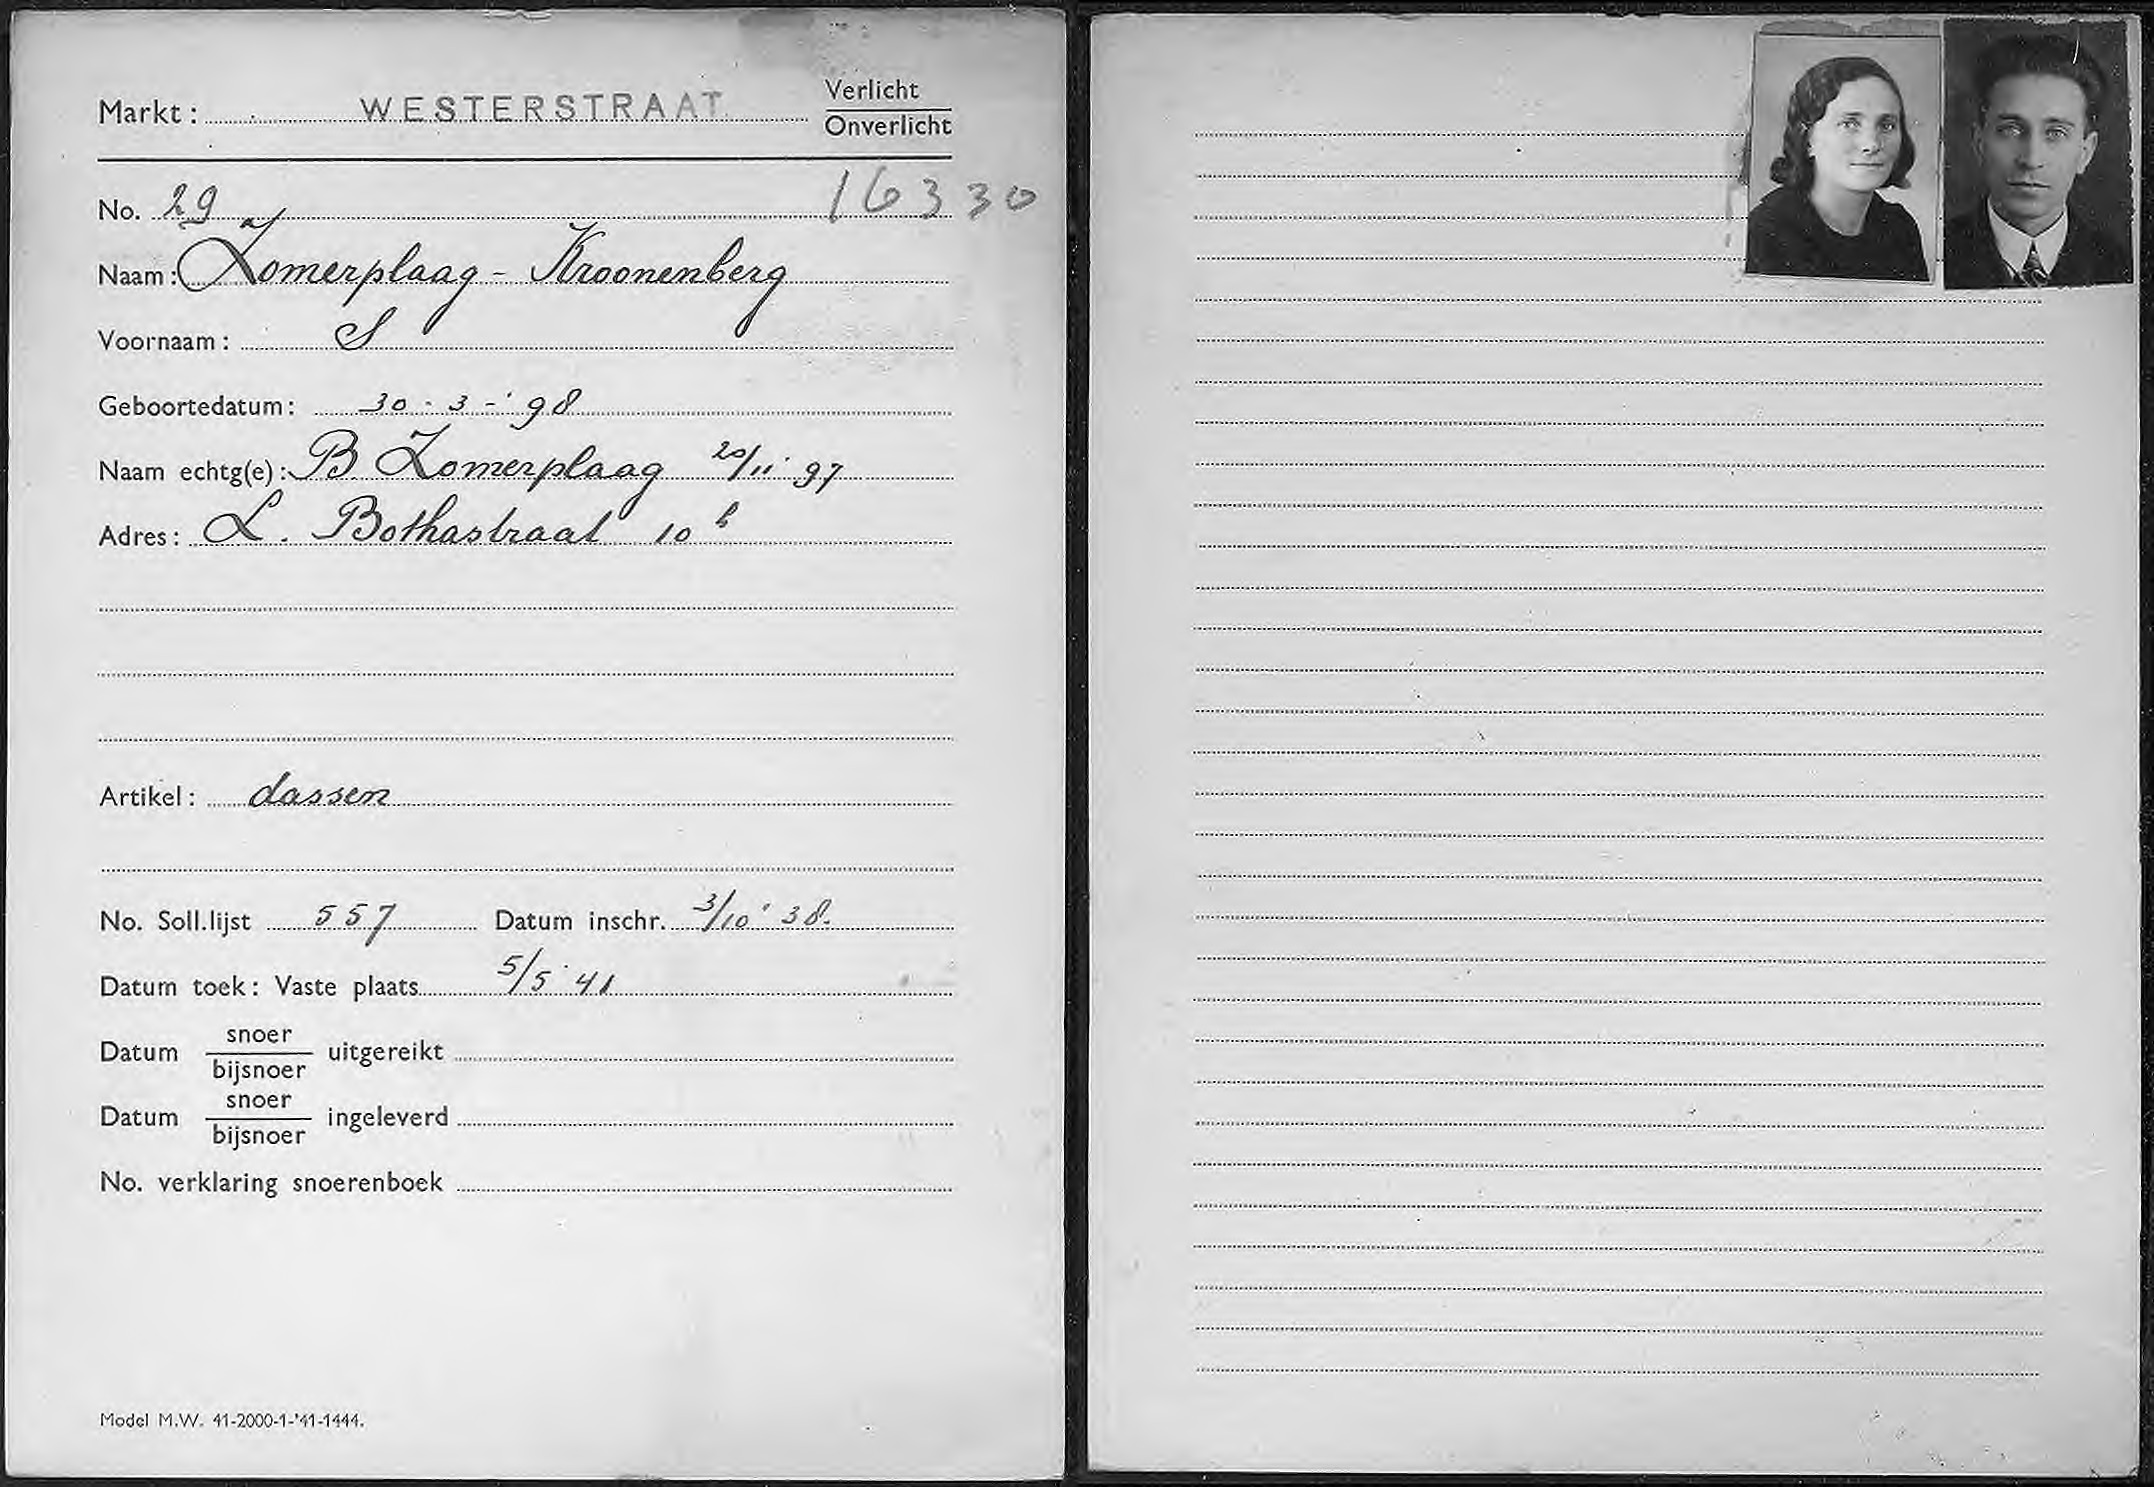 Markt: WESTERSTRAAT Verlicht
Onverlicht
No. 29 16330
Naam: Zomerplaag - Kroonenberg
Voornaam: S
Geboortedatum: 30 - 3 - '98
Naam echtg(e): B Zomerplaag 20/11 '97
Adres: L. Bothastraat 10 h
Artikel: dassen
No. Soll.lijst 557 Datum inschr. 3/10 '38.
Datum toek: Vaste plaats 5/5 '41
Datum snoer
bijsnoer uitgereikt
Datum snoer
bijsnoer ingeleverd
No. verklaring snoerenboek
Model M.W. 41-2000-1-'41-1444.